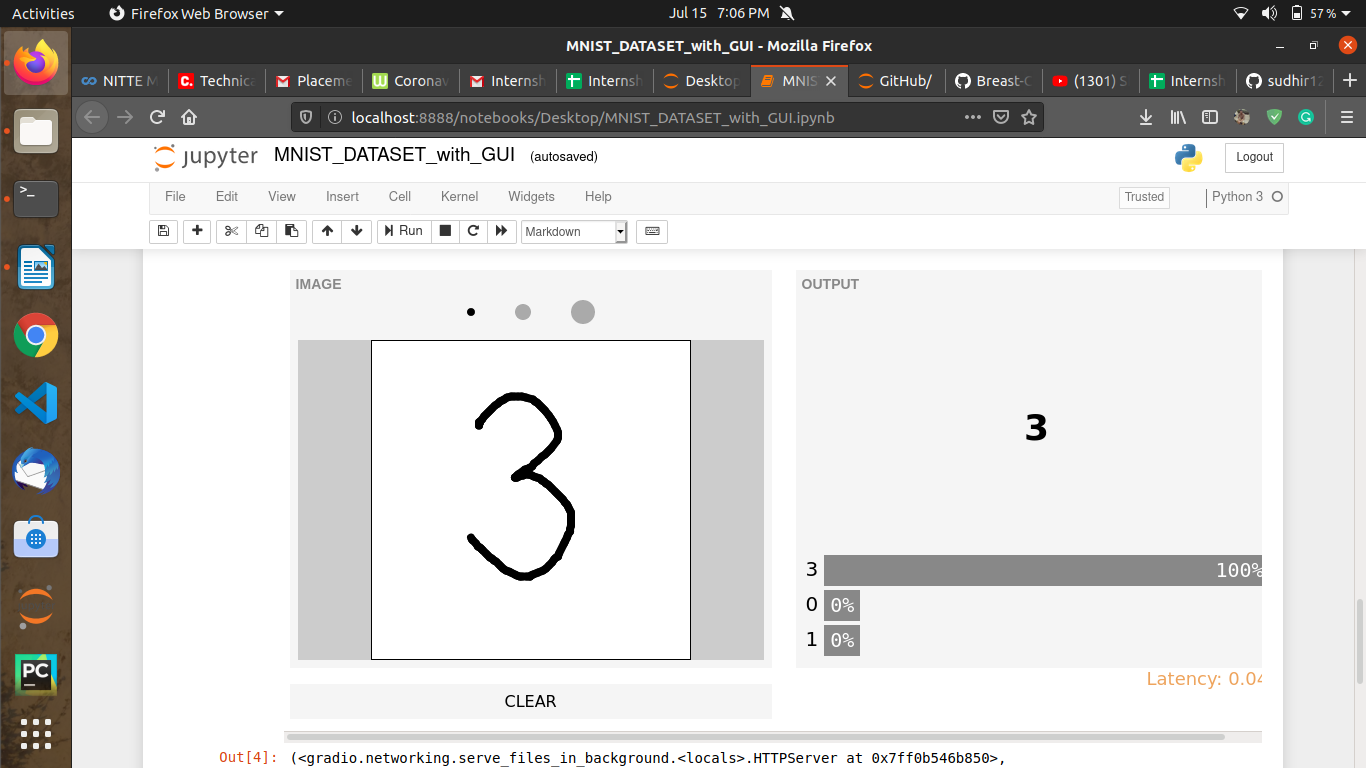 Activities Firefox Web Browser Jul 15 7:06 PM 57 %
MNIST_DATASET_with_GUI - Mozilla Firefox
NITTE M Technica Placeme Coronav Internsh Internsh Desktop MNIS GitHub/ Breast-C (1301) S Internsh sudhir12
localhost:8888/notebooks/Desktop/MNIST_DATASET_with_GUI.ipynb
jupyter MNIST_DATASET_with_GUI (autosaved) Logout
File Edit View Insert Cell Kernel Widgets Help Trusted Python 3
Run Markdown
IMAGE OUTPUT
3
3
3 100%
0 0%
1 0%
Latency: 0.04
CLEAR
Out[4]: (<gradio.networking.serve_files_in_background.<locals>.HTTPServer at 0x7ff0b546b850>,
PC